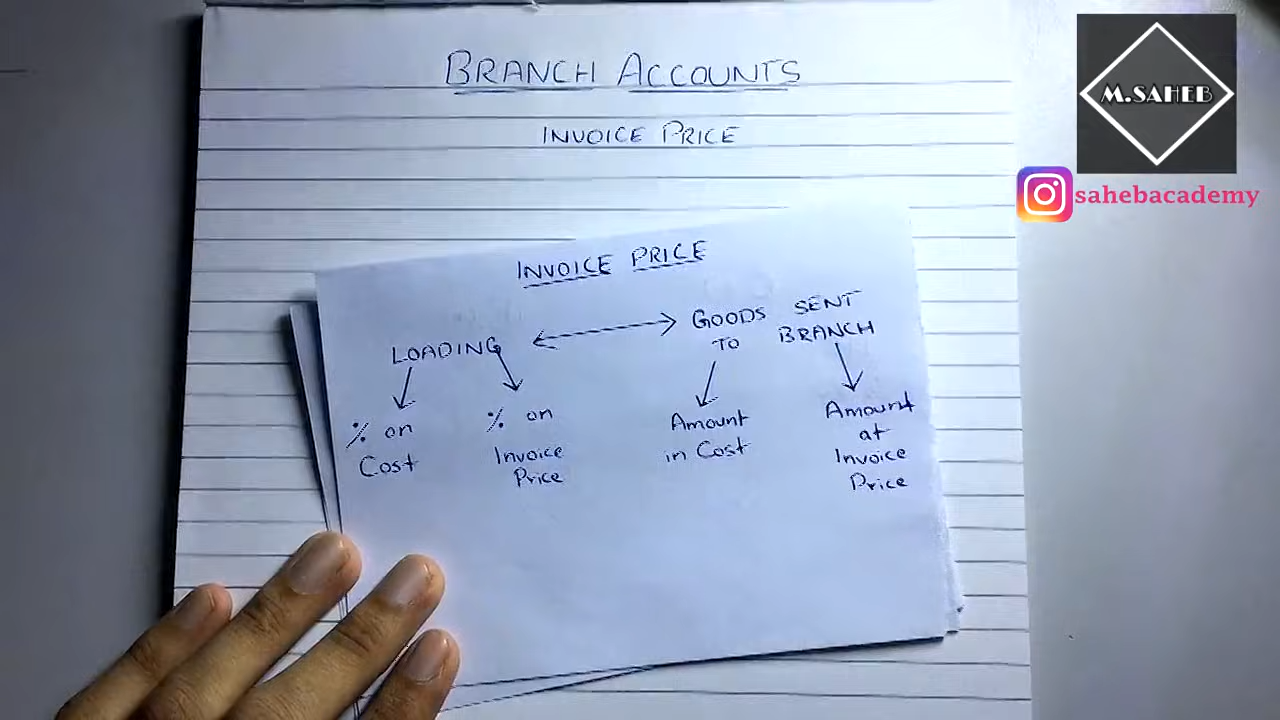 BRANCH ACCOUNTS
INVOICE PRICE
M.SAHEB
sahebacademy
INVOICE PRICE
LOADING
GOODS SENT
TO BRANCH
% on
Cost
% on
Invoice
Price
Amount
in Cost
Amount
at
Invoice
Price